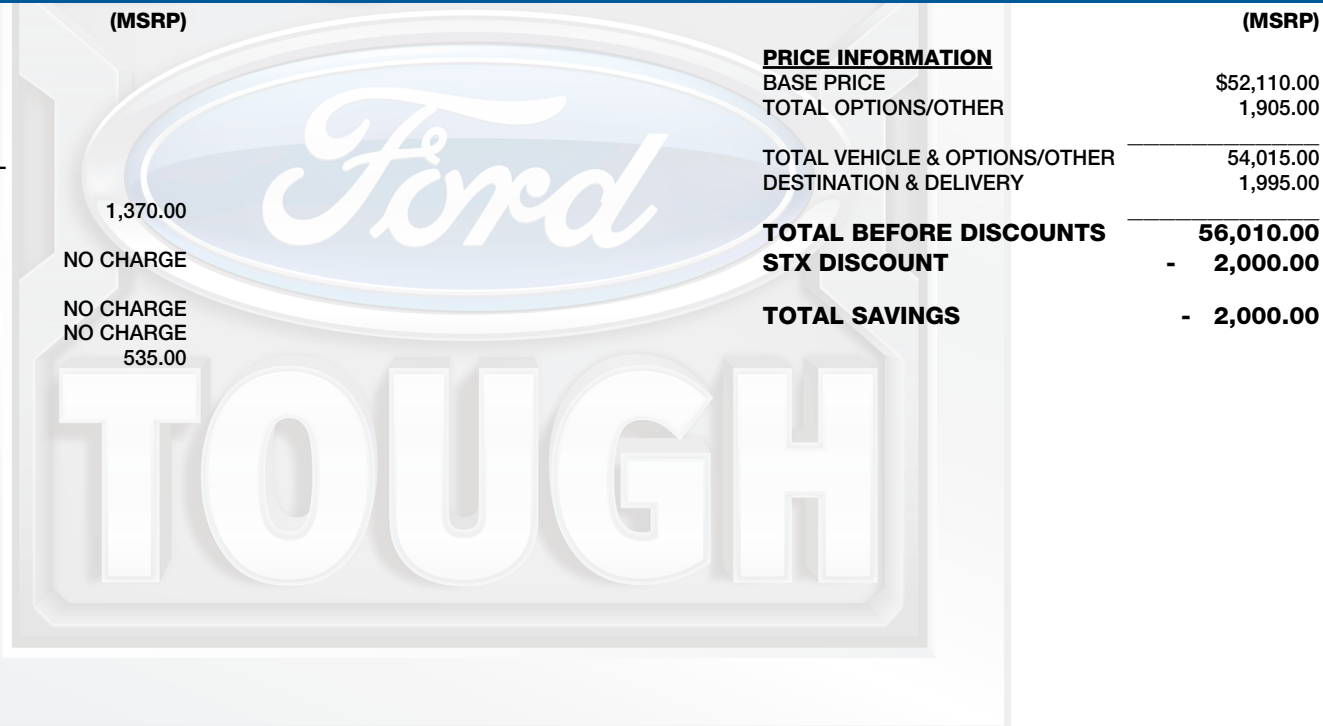 (MSRP)
1,370.00
NO CHARGE
NO CHARGE
NO CHARGE
535.00
(MSRP)
PRICE INFORMATION
BASE PRICE $52,110.00
TOTAL OPTIONS/OTHER 1,905.00
TOTAL VEHICLE & OPTIONS/OTHER 54,015.00
DESTINATION & DELIVERY 1,995.00
TOTAL BEFORE DISCOUNTS 56,010.00
STX DISCOUNT - 2,000.00
TOTAL SAVINGS - 2,000.00
Ford
TOUGH